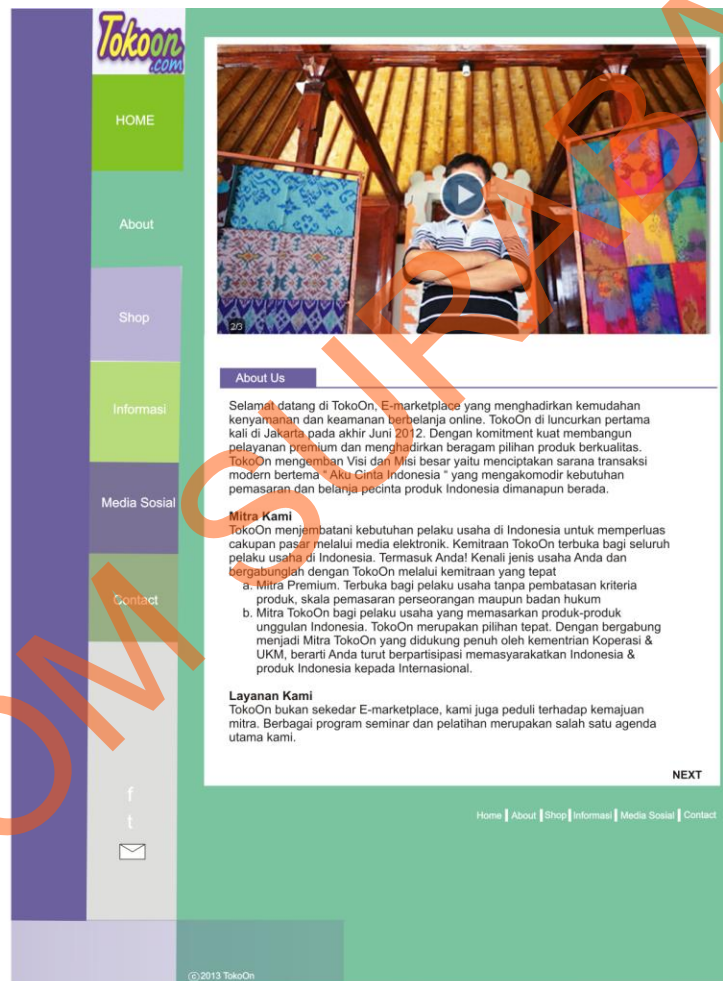 Tokoon
.com
HOME
About
Shop
Informasi
Media Sosial
Contact
f
t
2/3
About Us
Selamat datang di TokoOn, E-marketplace yang menghadirkan kemudahan
kenyamanan dan keamanan berbelanja online. TokoOn di luncurkan pertama
kali di Jakarta pada akhir Juni 2012. Dengan komitment kuat membangun
pelayanan premium dan menghadirkan beragam pilihan produk berkualitas.
TokoOn mengemban Visi dan Misi besar yaitu menciptakan sarana transaksi
modern bertema " Aku Cinta Indonesia " yang mengakomodir kebutuhan
pemasaran dan belanja pecinta produk Indonesia dimanapun berada.
Mitra Kami
TokoOn menjembatani kebutuhan pelaku usaha di Indonesia untuk memperluas
cakupan pasar melalui media elektronik. Kemitraan TokoOn terbuka bagi seluruh
pelaku usaha di Indonesia. Termasuk Anda! Kenali jenis usaha Anda dan
bergabunglah dengan TokoOn melalui kemitraan yang tepat
a. Mitra Premium. Terbuka bagi pelaku usaha tanpa pembatasan kriteria
produk, skala pemasaran perseorangan maupun badan hukum
b. Mitra TokoOn bagi pelaku usaha yang memasarkan produk-produk
unggulan Indonesia. TokoOn merupakan pilihan tepat. Dengan bergabung
menjadi Mitra TokoOn yang didukung penuh oleh kementrian Koperasi &
UKM, berarti Anda turut berpartisipasi memasyarakatkan Indonesia &
produk Indonesia kepada Internasional.
Layanan Kami
TokoOn bukan sekedar E-marketplace, kami juga peduli terhadap kemajuan
mitra. Berbagai program seminar dan pelatihan merupakan salah satu agenda
utama kami.
NEXT
Home | About | Shop | Informasi | Media Sosial | Contact
©2013 TokoOn
OM SURABA